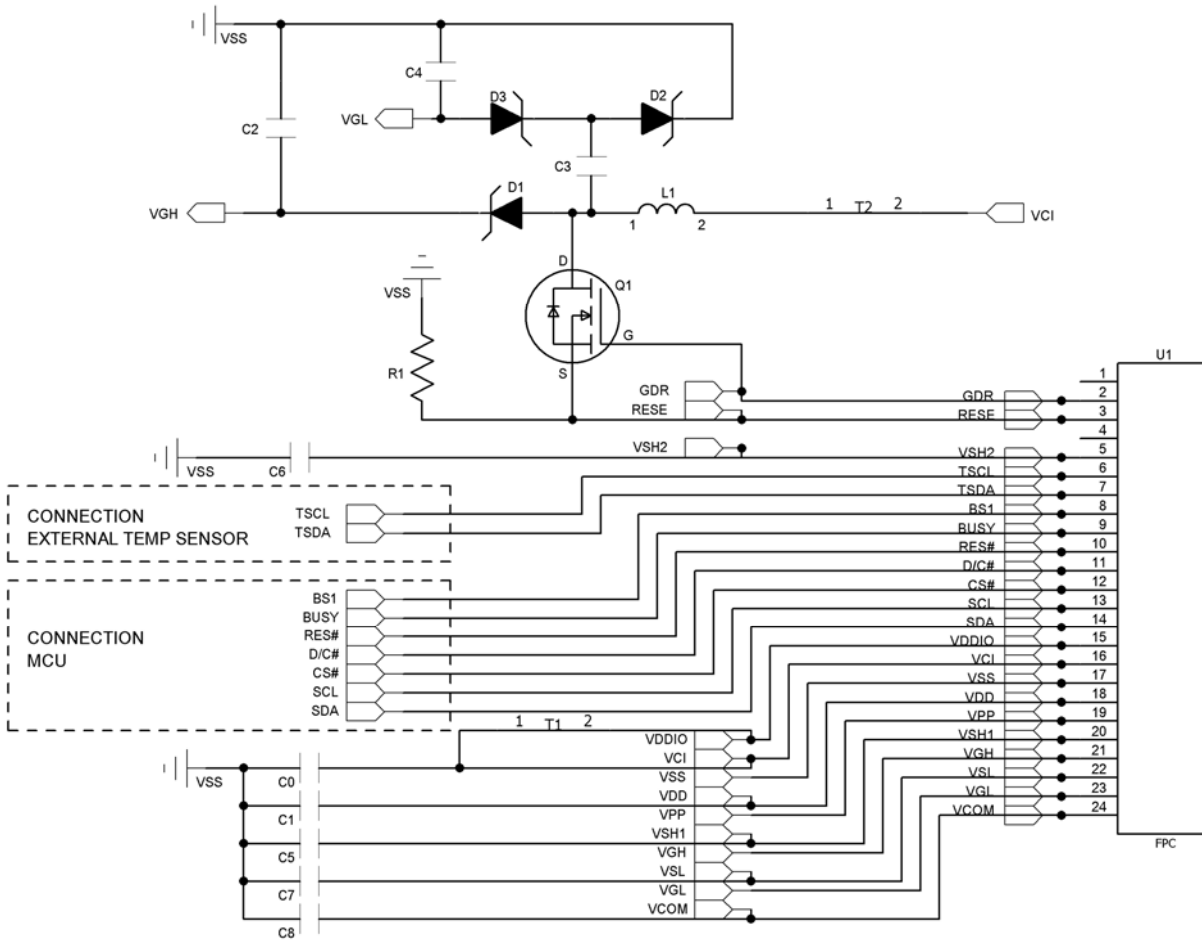 VSS
C4
D3
D2
VGL
C2
C3
D1
L1
VGH
1
2
1 T2 2
VCI
D
VSS
Q1
G
R1
S
U1
1
GDR
GDR
2
RESE
RESE
3
4
VSH2
VSH2
5
VSS
C6
TSCL
6
TSDA
7
CONNECTION
EXTERNAL TEMP SENSOR
TSCL
TSDA
BS1
8
BUSY
9
RES#
10
D/C#
11
CS#
12
SCL
13
SDA
14
VDDIO
15
VCI
16
VSS
17
VDD
18
VPP
19
VSH1
20
VGH
21
VSL
22
VGL
23
VCOM
24
FPC
CONNECTION
MCU
BS1
BUSY
RES#
D/C#
CS#
SCL
SDA
1 T1 2
VSS
C0
C1
C5
C7
C8
VDDIO
VCI
VSS
VDD
VPP
VSH1
VGH
VSL
VGL
VCOM